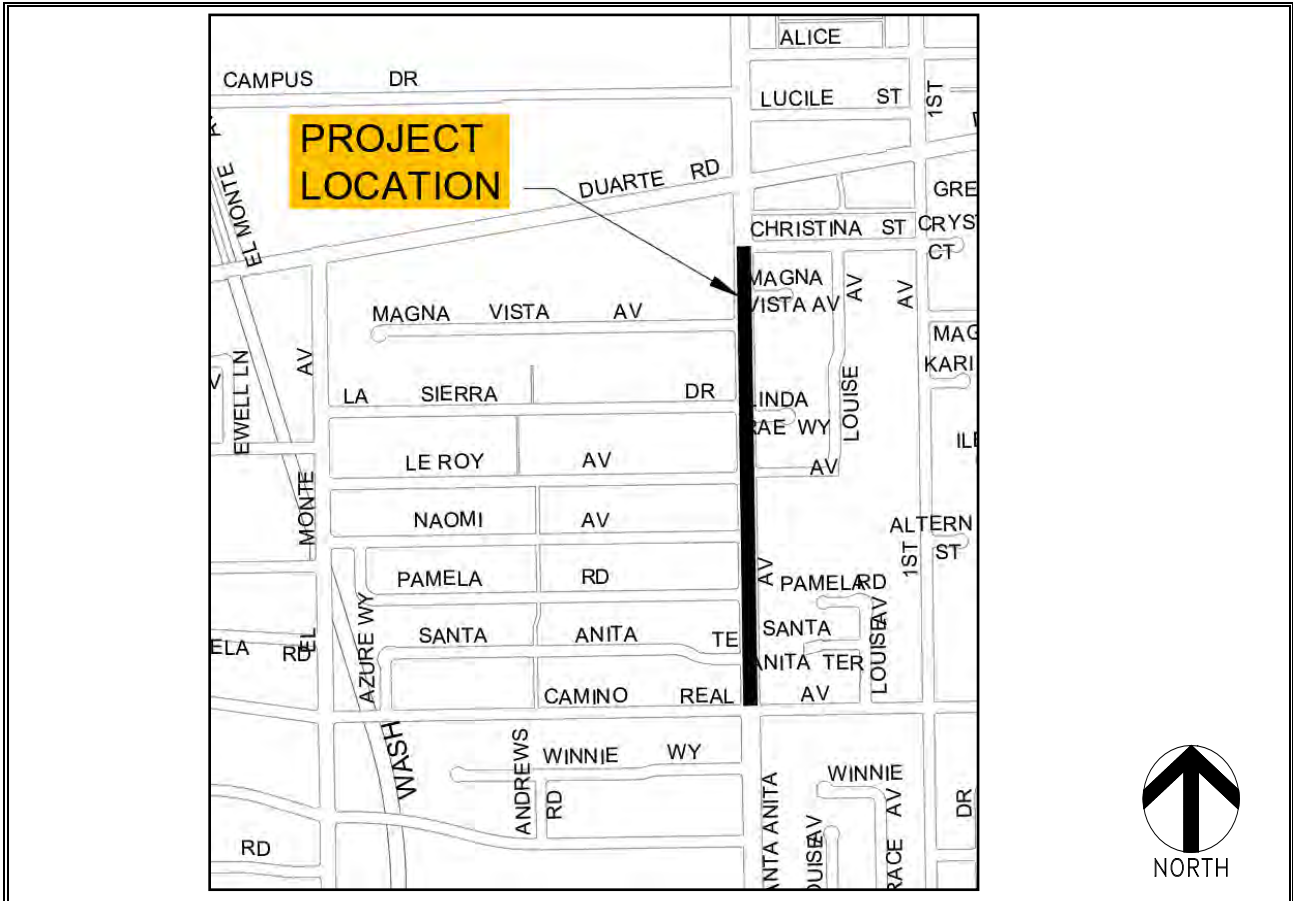 ALICE
CAMPUS DR
LUCILE ST
1ST
PROJECT
LOCATION
DUARTE RD
EL MONTE
GRE
CHRISTINA ST
CRYS
CT
MAGNA
VISTA AV
AV
AV
MAGNA VISTA AV
MAG
KARI
EWELL LN
AV
LA SIERRA DR
LINDA
RAE WY
LOUISE
LE ROY AV
AV
MONTE
NAOMI AV
ALTERN
ST
1ST
PAMELA RD
AV
PAMELA RD
AZURE WY
SANTA ANITA TE
SANTA
ANITA TER
LOUISE AV
ELA RD
EL
CAMINO REAL AV
WASH
ANDREWS
RD
WINNIE WY
WINNIE
ANTA ANITA
OUISE AV
RACE AV
DR
RD
NORTH